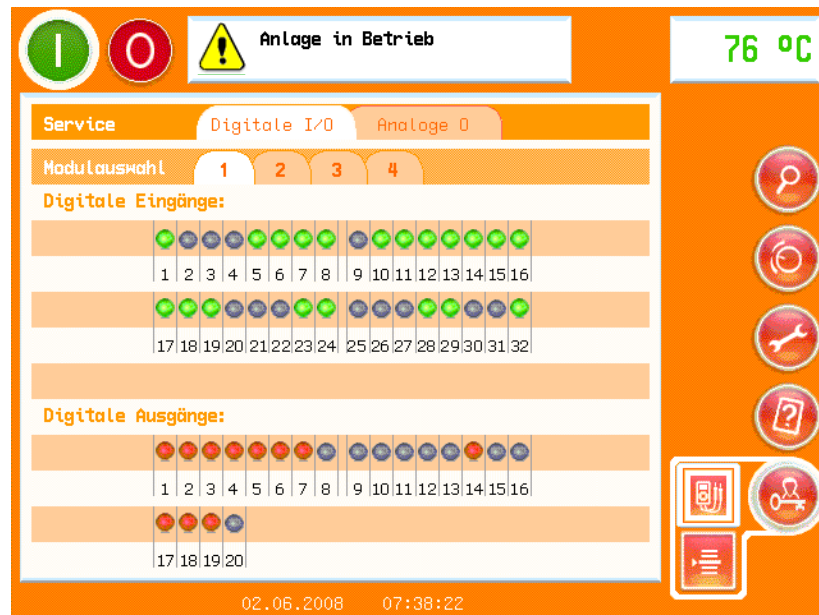 Anlage in Betrieb
76 ºC
Service Digitale I/O Analoge O
Modulauswahl 1 2 3 4
Digitale Eingänge:
1 2 3 4 5 6 7 8 9 10 11 12 13 14 15 16
17 18 19 20 21 22 23 24 25 26 27 28 29 30 31 32
Digitale Ausgänge:
1 2 3 4 5 6 7 8 9 10 11 12 13 14 15 16
17 18 19 20
02.06.2008 07:38:22